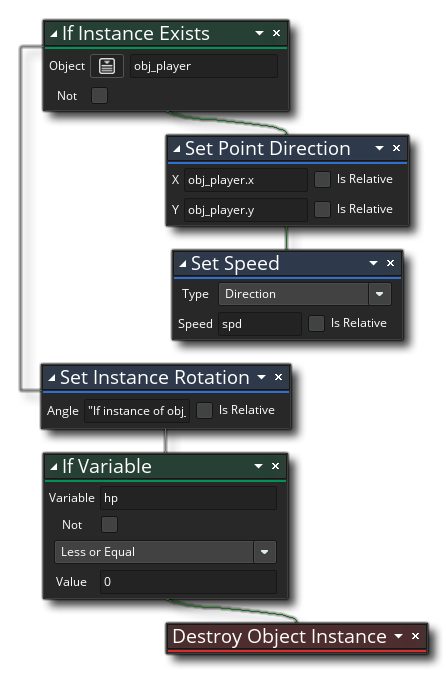 If Instance Exists
Object obj_player
Not
Set Point Direction
X obj_player.x Is Relative
Y obj_player.y Is Relative
Set Speed
Type Direction
Speed spd Is Relative
Set Instance Rotation
Angle "If instance of obj_ Is Relative
If Variable
Variable hp
Not
Less or Equal
Value 0
Destroy Object Instance